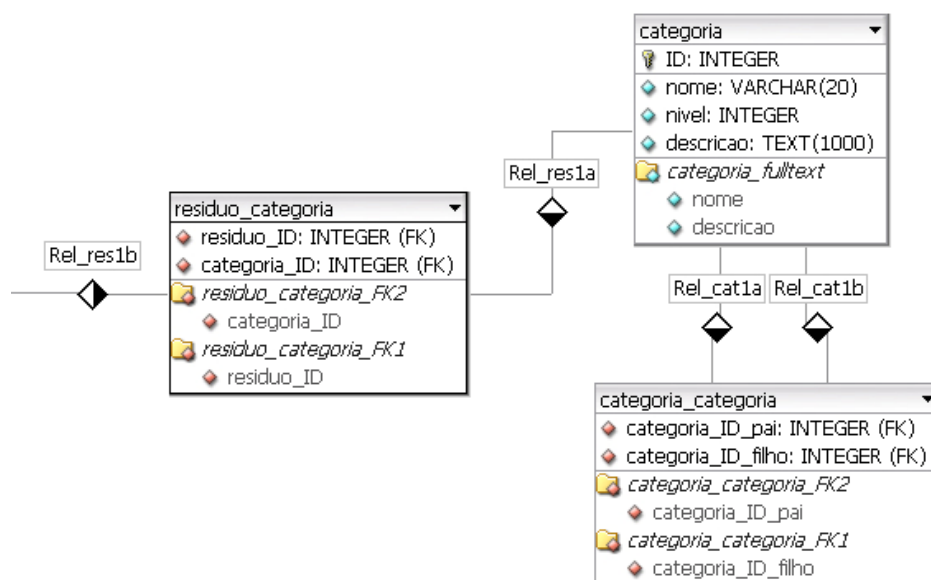 categoria
ID: INTEGER
nome: VARCHAR(20)
nivel: INTEGER
descricao: TEXT(1000)
categoria_fulltext
nome
descricao
Rel_res1a
residuo_categoria
residuo_ID: INTEGER (FK)
categoria_ID: INTEGER (FK)
residuo_categoria_FK2
categoria_ID
residuo_categoria_FK1
residuo_ID
Rel_res1b
Rel_cat1a
Rel_cat1b
categoria_categoria
categoria_ID_pai: INTEGER (FK)
categoria_ID_filho: INTEGER (FK)
categoria_categoria_FK2
categoria_ID_pai
categoria_categoria_FK1
categoria_ID_filho